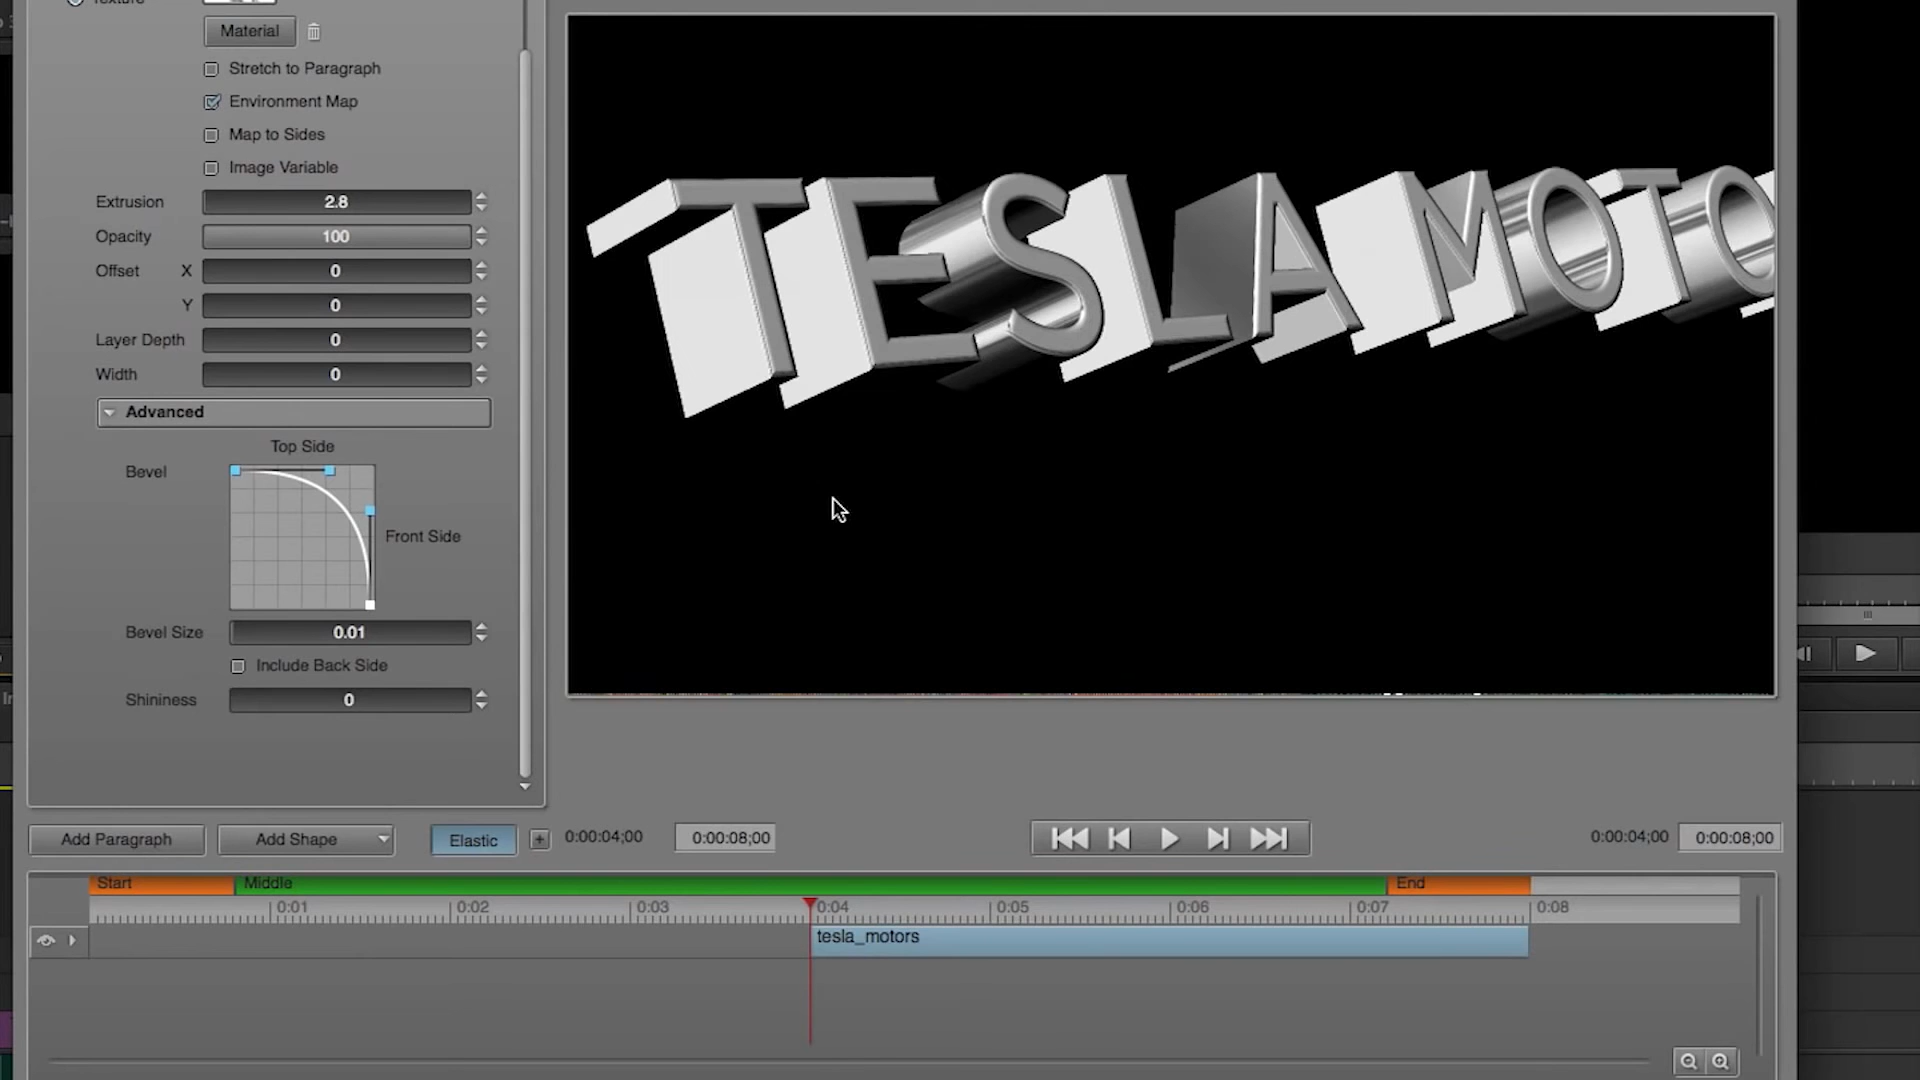 Texture
Material
Stretch to Paragraph
Environment Map
Map to Sides
Image Variable
Extrusion 2.8
Opacity 100
Offset X 0
Y 0
Layer Depth 0
Width 0
Advanced
Top Side
Bevel
Front Side
Bevel Size 0.01
Include Back Side
Shininess 0
TESLA MOTO
Add Paragraph Add Shape Elastic + 0:00:04;00 0:00:08;00 0:00:04;00 0:00:08;00
Start Middle End
0:01 0:02 0:03 0:04 0:05 0:06 0:07 0:08
tesla_motors